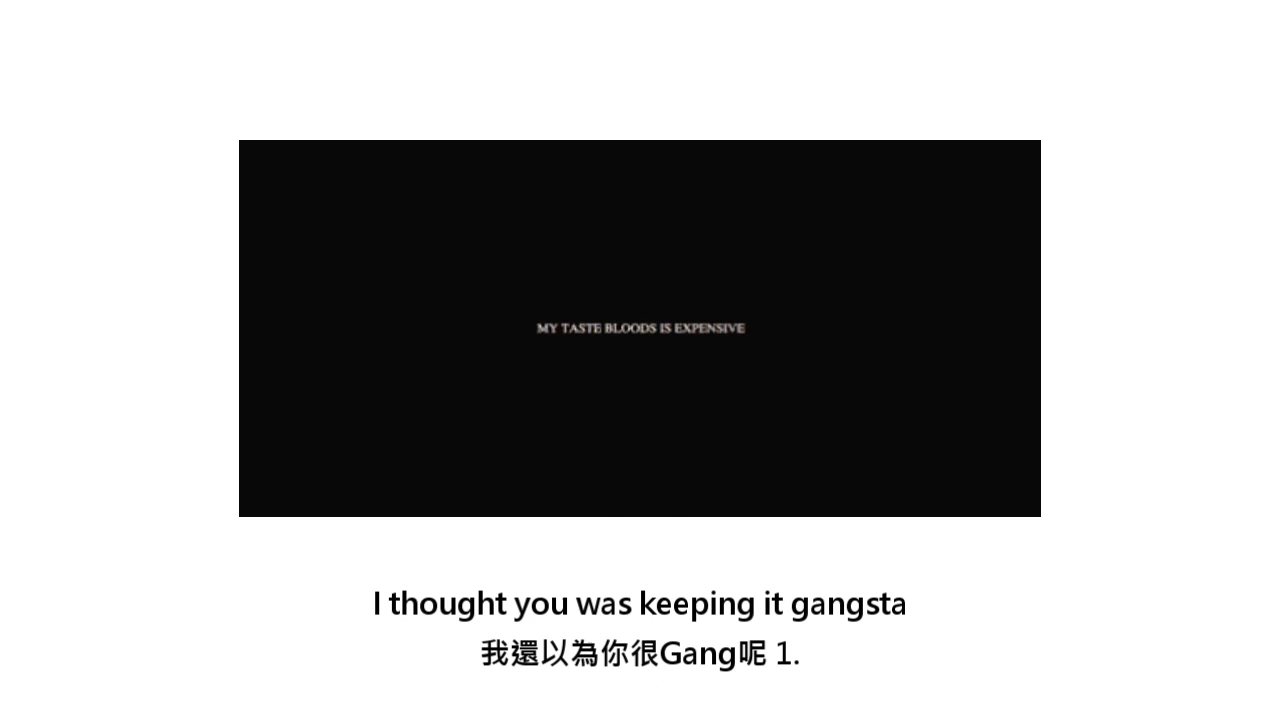 MY TASTE BLOODS IS EXPENSIVE
I thought you was keeping it gangsta
我還以為你很Gang呢 1.